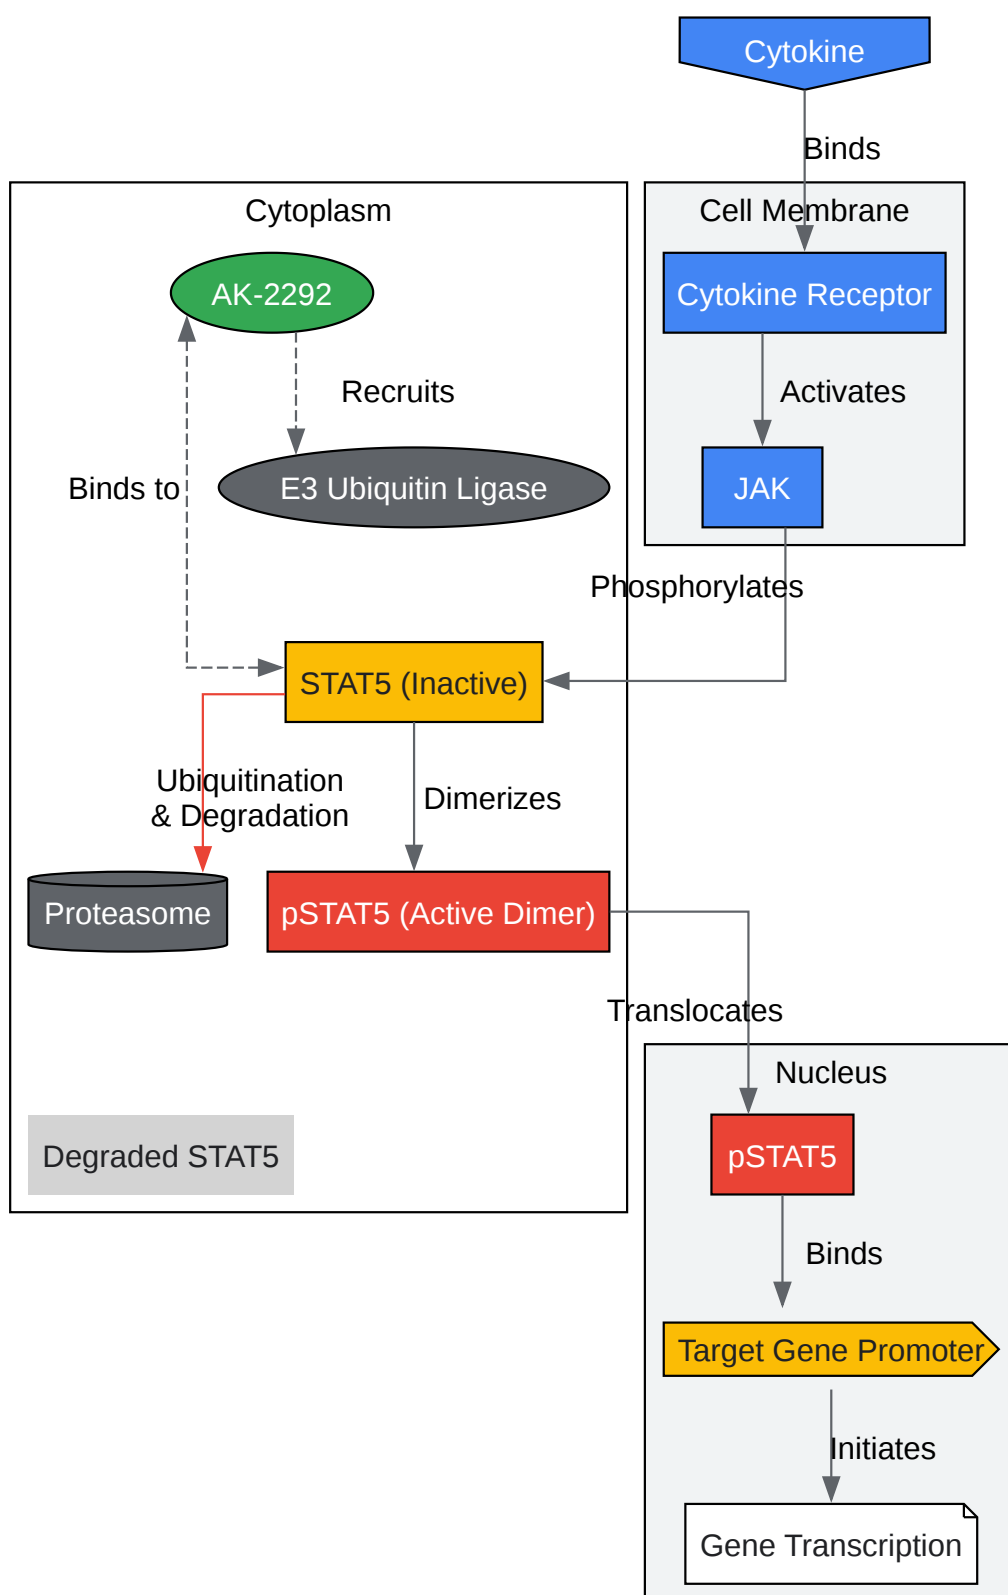 Cytokine
Binds
Cytoplasm
Cell Membrane
AK-2292
Cytokine Receptor
Recruits
Activates
Binds to
E3 Ubiquitin Ligase
JAK
Phosphorylates
STAT5 (Inactive)
Ubiquitination
& Degradation
Dimerizes
Proteasome
pSTAT5 (Active Dimer)
Translocates
Nucleus
Degraded STAT5
pSTAT5
Binds
Target Gene Promoter
Initiates
Gene Transcription